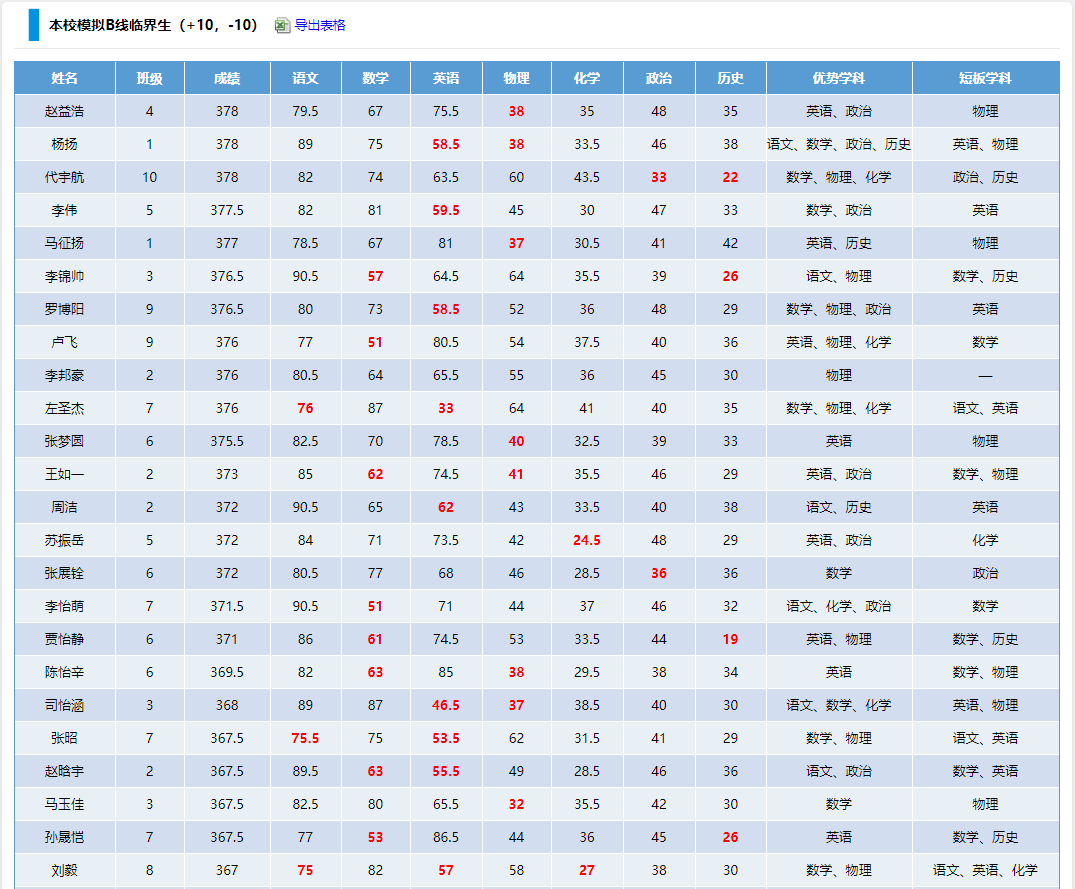 本校模拟B线临界生（+10，-10） 导出表格
姓名 班级 成绩 语文 数学 英语 物理 化学 政治 历史 优势学科 短板学科
赵益浩 4 378 79.5 67 75.5 38 35 48 35 英语、政治 物理
杨扬 1 378 89 75 58.5 38 33.5 46 38 语文、数学、政治、历史 英语、物理
代宇航 10 378 82 74 63.5 60 43.5 33 22 数学、物理、化学 政治、历史
李伟 5 377.5 82 81 59.5 45 30 47 33 数学、政治 英语
马征扬 1 377 78.5 67 81 37 30.5 41 42 英语、历史 物理
李锦帅 3 376.5 90.5 57 64.5 64 35.5 39 26 语文、物理 数学、历史
罗博阳 9 376.5 80 73 58.5 52 36 48 29 数学、物理、政治 英语
卢飞 9 376 77 51 80.5 54 37.5 40 36 英语、物理、化学 数学
李邦豪 2 376 80.5 64 65.5 55 36 45 30 物理 —
左圣杰 7 376 76 87 33 64 41 40 35 数学、物理、化学 语文、英语
张梦圆 6 375.5 82.5 70 78.5 40 32.5 39 33 英语 物理
王如一 2 373 85 62 74.5 41 35.5 46 29 英语、政治 数学、物理
周洁 2 372 90.5 65 62 43 33.5 40 38 语文、历史 英语
苏振岳 5 372 84 71 73.5 42 24.5 48 29 英语、政治 化学
张展铨 6 372 80.5 77 68 46 28.5 36 36 数学 政治
李怡萌 7 371.5 90.5 51 71 44 37 46 32 语文、化学、政治 数学
贾怡静 6 371 86 61 74.5 53 33.5 44 19 英语、物理 数学、历史
陈怡辛 6 369.5 82 63 85 38 29.5 38 34 英语 数学、物理
司怡涵 3 368 89 87 46.5 37 38.5 40 30 语文、数学、化学 英语、物理
张昭 7 367.5 75.5 75 53.5 62 31.5 41 29 数学、物理 语文、英语
赵晗宇 2 367.5 89.5 63 55.5 49 28.5 46 36 语文、政治 数学、英语
马玉佳 3 367.5 82.5 80 65.5 32 35.5 42 30 数学 物理
孙晟恺 7 367.5 77 53 86.5 44 36 45 26 英语 数学、历史
刘毅 8 367 75 82 57 58 27 38 30 数学、物理 语文、英语、化学